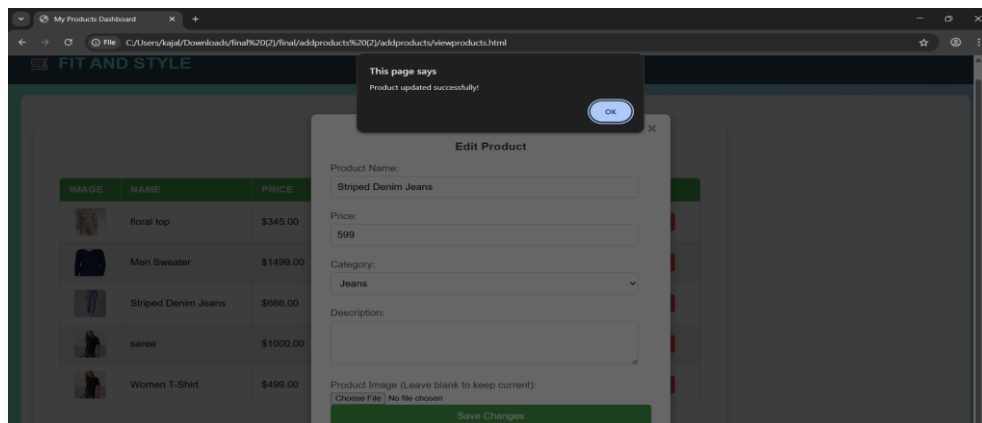 My Products Dashboard
File C:/Users/kajal/Downloads/final%20(2)/final/addproducts%20(2)/addproducts/viewproducts.html
FIT AND STYLE
This page says
Product updated successfully!
OK
Edit Product
Product Name:
Striped Denim Jeans
Price:
599
Category:
Jeans
Description:
Product Image (Leave blank to keep current):
Choose File No file chosen
Save Changes
IMAGE NAME PRICE
floral top $345.00
Men Sweater $1499.00
Striped Denim Jeans $666.00
saree $1000.00
Women T-Shirt $499.00